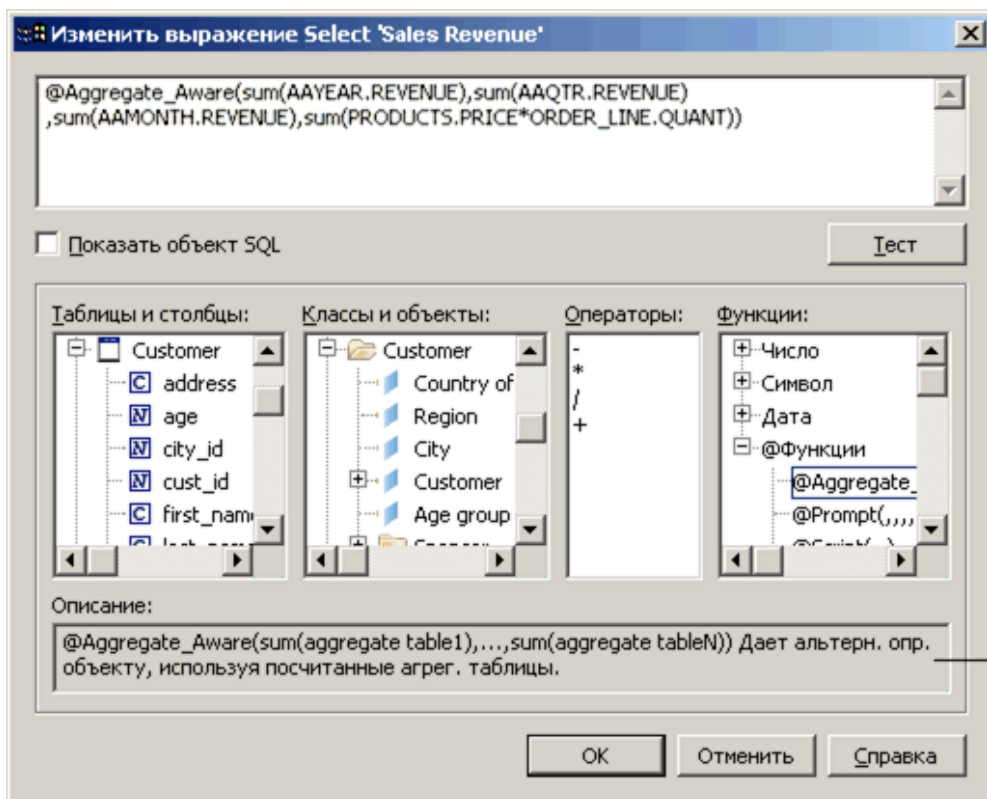 Изменить выражение Select 'Sales Revenue'
@Aggregate_Aware(sum(AAYEAR.REVENUE),sum(AAQTR.REVENUE)
,sum(AAMONTH.REVENUE),sum(PRODUCTS.PRICE*ORDER_LINE.QUANT))
Показать объект SQL
Тест
Таблицы и столбцы:
Customer
C address
N age
N city_id
N cust_id
C first_nam
Классы и объекты:
Customer
Country of
Region
City
Customer
Age group
Операторы:
-
*
/
+
Функции:
Число
Символ
Дата
@Функции
@Aggregate_
@Prompt(,,,,
Описание:
@Aggregate_Aware(sum(aggregate table1),...,sum(aggregate tableN)) Дает альтерн. опр.
объекту, используя посчитанные агрег. таблицы.
OK
Отменить
Справка